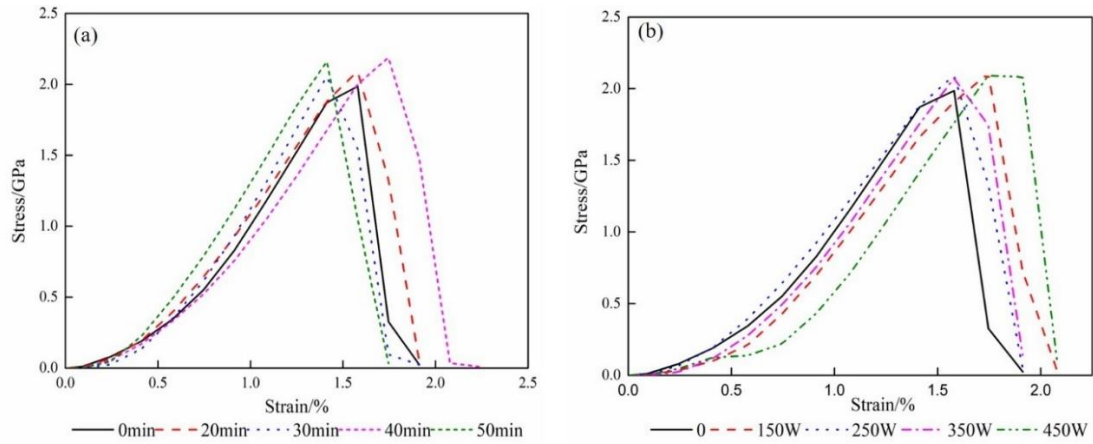 (a)
Stress/GPa
2.5
2.0
1.5
1.0
0.5
0.0
0.0 0.5 1.0 1.5 2.0 2.5
Strain/%
0min 20min 30min 40min 50min
(b)
Stress/GPa
2.5
2.0
1.5
1.0
0.5
0.0
0.0 0.5 1.0 1.5 2.0
Strain/%
0 150W 250W 350W 450W